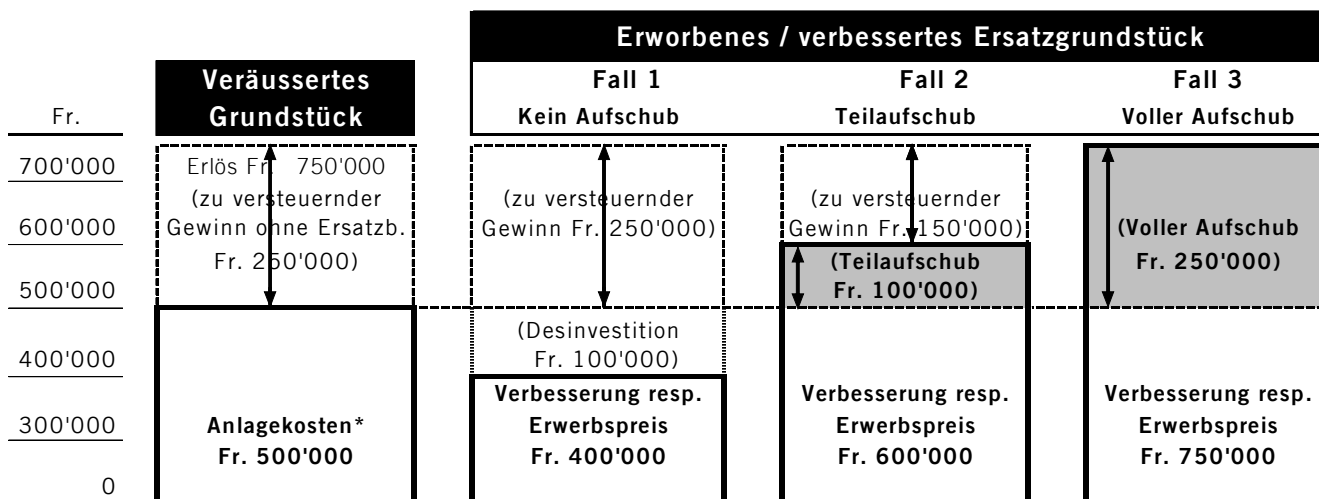 Erworbenes / verbessertes Ersatzgrundstück
Veräussertes
Grundstück
Fall 1
Kein Aufschub
Fall 2
Teilaufschub
Fall 3
Voller Aufschub
Fr.
700'000
600'000
500'000
400'000
300'000
0
Erlös Fr. 750'000
(zu versteuernder
Gewinn ohne Ersatzb.
Fr. 250'000)
Anlagekosten*
Fr. 500'000
(zu versteuernder
Gewinn Fr. 250'000)
(Desinvestition
Fr. 100'000)
Verbesserung resp.
Erwerbspreis
Fr. 400'000
(zu versteuernder
Gewinn Fr. 150'000)
(Teilaufschub
Fr. 100'000)
Verbesserung resp.
Erwerbspreis
Fr. 600'000
(Voller Aufschub
Fr. 250'000)
Verbesserung resp.
Erwerbspreis
Fr. 750'000